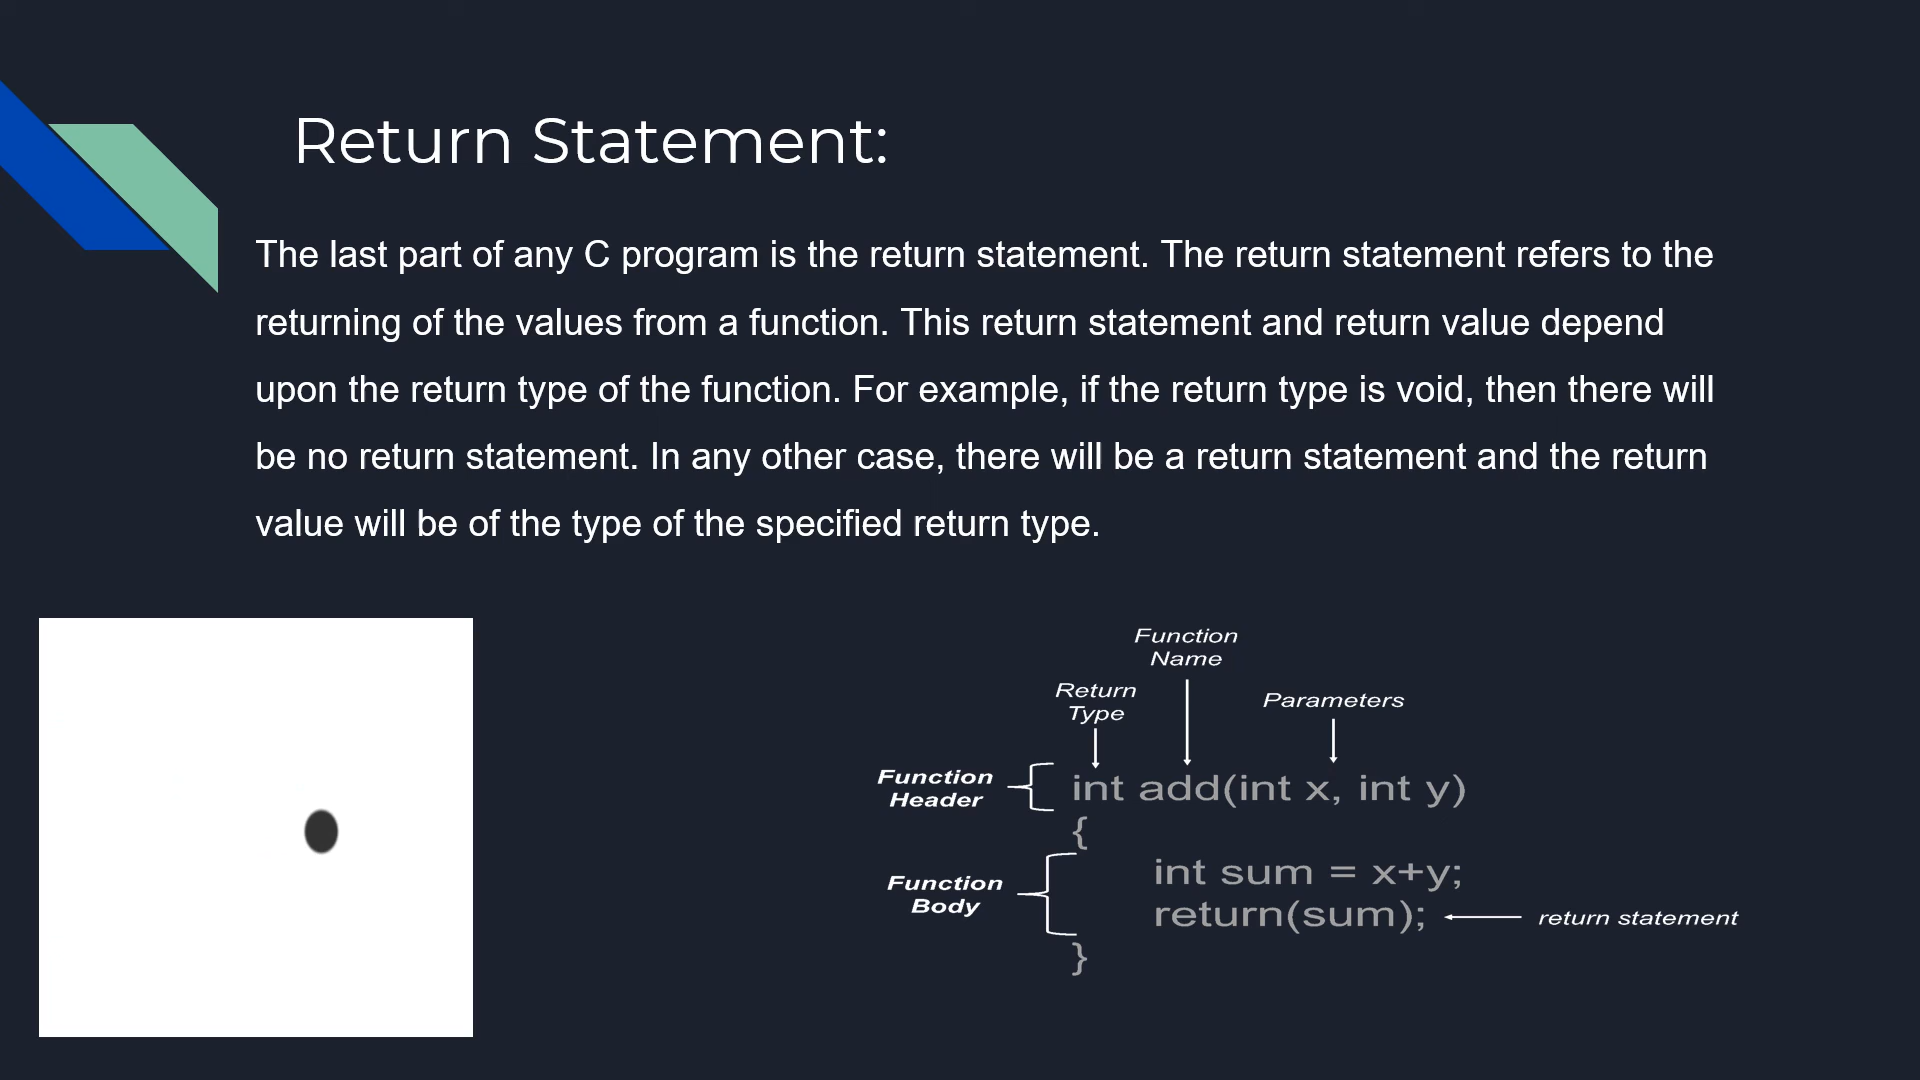 Return Statement:
The last part of any C program is the return statement. The return statement refers to the
returning of the values from a function. This return statement and return value depend
upon the return type of the function. For example, if the return type is void, then there will
be no return statement. In any other case, there will be a return statement and the return
value will be of the type of the specified return type.
Function
Name
Return
Type
Parameters
Function
Header
int add(int x, int y)
{
Function
Body
int sum = x+y;
return(sum);
return statement
}